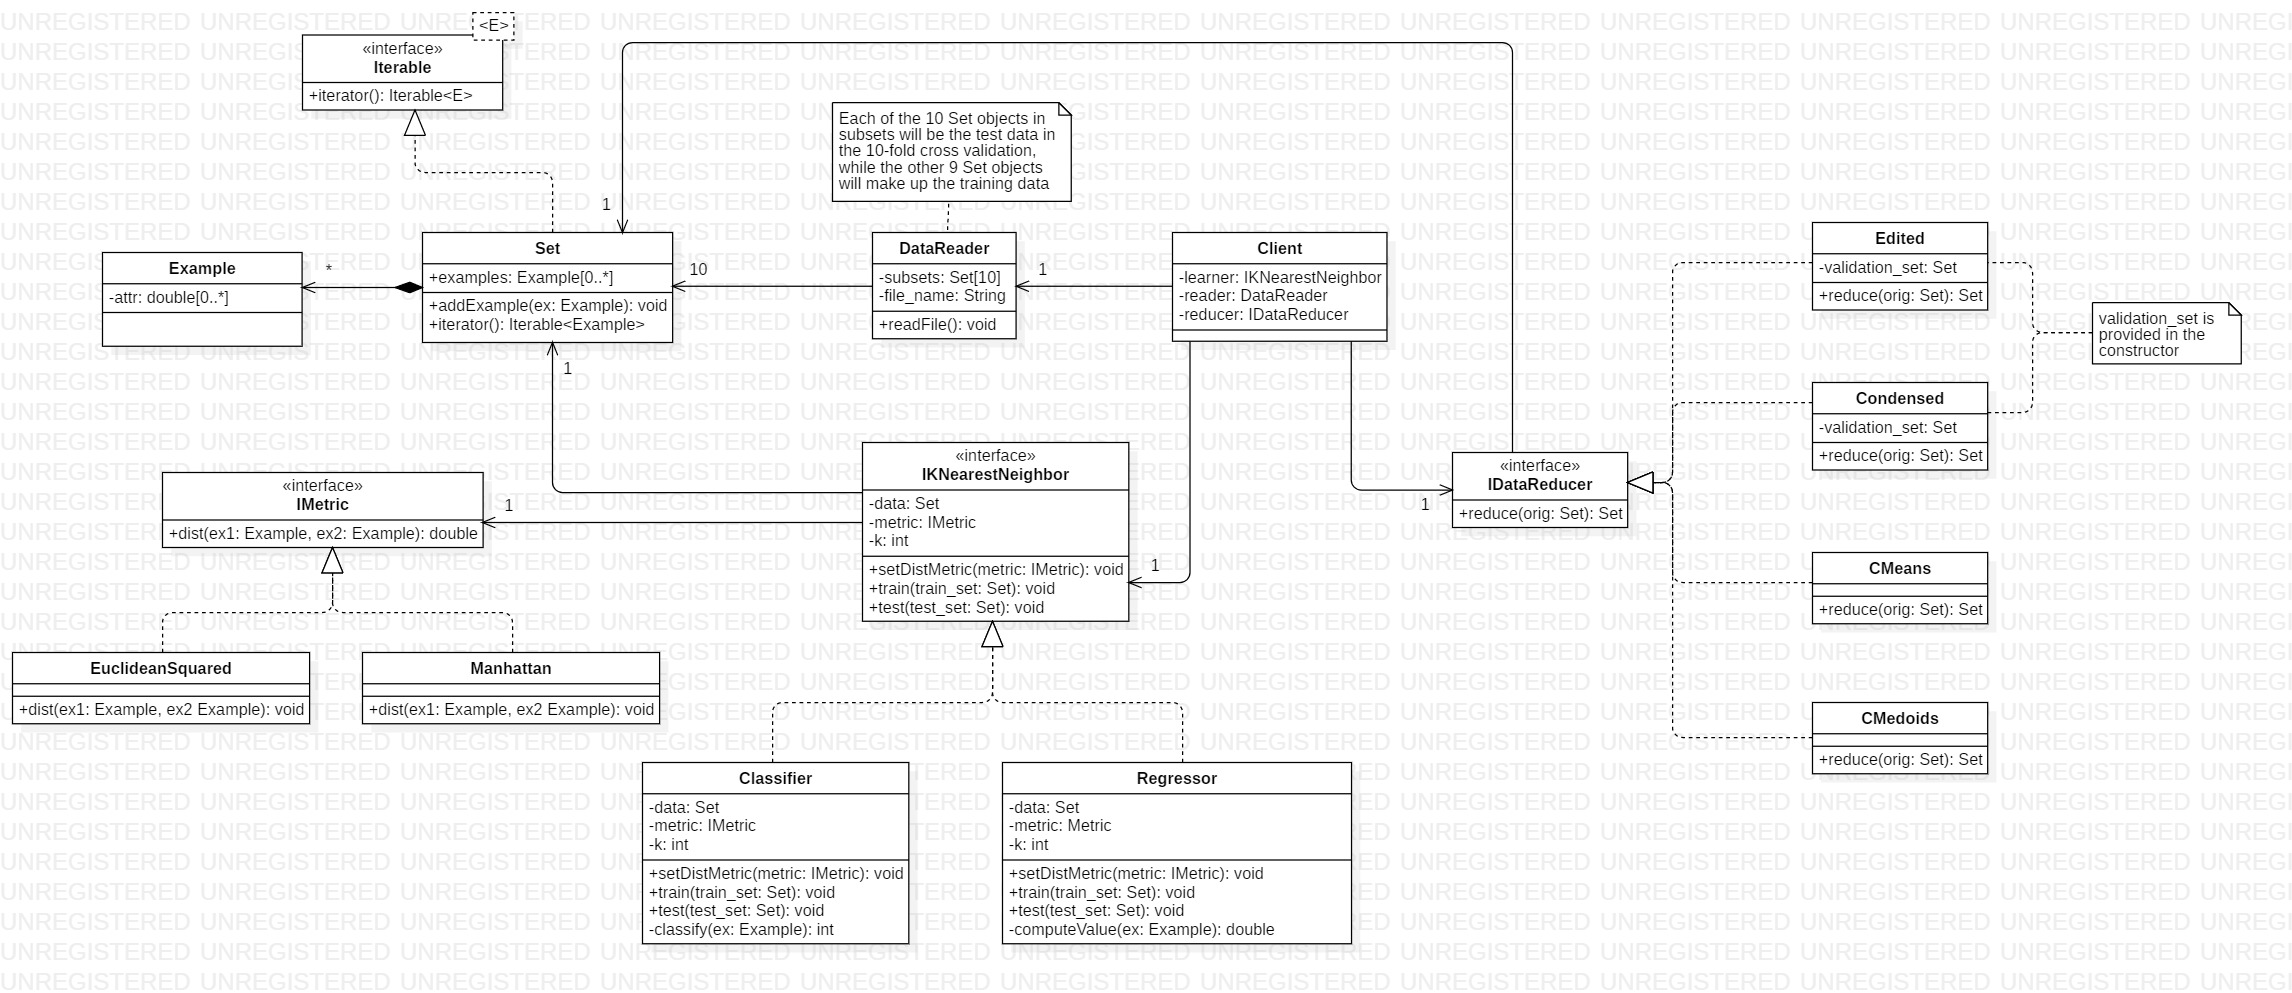 <E>
«interface»
Iterable
+iterator(): Iterable<E>
Each of the 10 Set objects in
subsets will be the test data in
the 10-fold cross validation,
while the other 9 Set objects
will make up the training data
1
Example
-attr: double[0..*]
*
Set
+examples: Example[0..*]
+addExample(ex: Example): void
+iterator(): Iterable<Example>
10
DataReader
-subsets: Set[10]
-file_name: String
+readFile(): void
1
Client
-learner: IKNearestNeighbor
-reader: DataReader
-reducer: IDataReducer
Edited
-validation_set: Set
+reduce(orig: Set): Set
validation_set is
provided in the
constructor
Condensed
-validation_set: Set
+reduce(orig: Set): Set
1
«interface»
IMetric
+dist(ex1: Example, ex2: Example): double
1
«interface»
IKNearestNeighbor
-data: Set
-metric: IMetric
-k: int
+setDistMetric(metric: IMetric): void
+train(train_set: Set): void
+test(test_set: Set): void
1
1
«interface»
IDataReducer
+reduce(orig: Set): Set
CMeans
+reduce(orig: Set): Set
EuclideanSquared
+dist(ex1: Example, ex2 Example): void
Manhattan
+dist(ex1: Example, ex2 Example): void
CMedoids
+reduce(orig: Set): Set
Classifier
-data: Set
-metric: IMetric
-k: int
+setDistMetric(metric: IMetric): void
+train(train_set: Set): void
+test(test_set: Set): void
-classify(ex: Example): int
Regressor
-data: Set
-metric: Metric
-k: int
+setDistMetric(metric: IMetric): void
+train(train_set: Set): void
+test(test_set: Set): void
-computeValue(ex: Example): double
UNREGISTERED